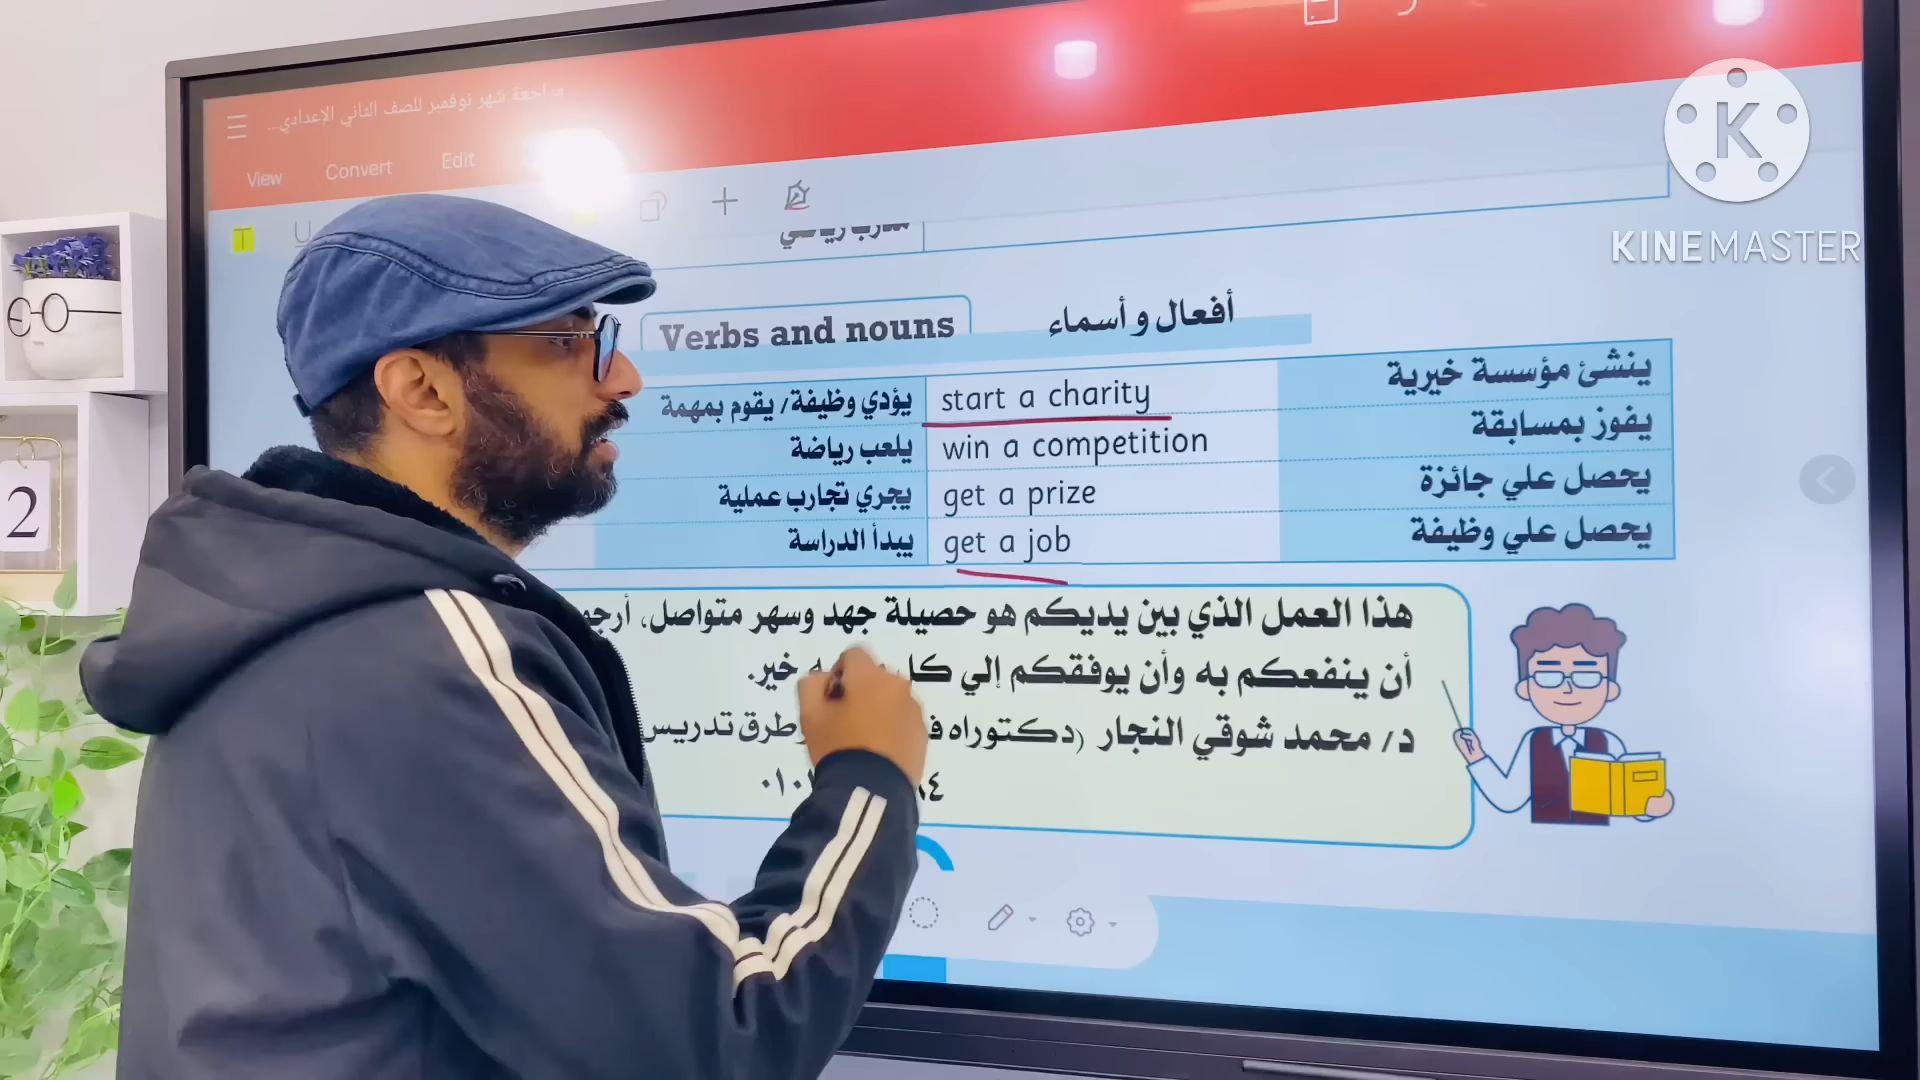 مراجعة شهر نوفمبر للصف الثاني الإعدادي...
View Convert Edit
T U
K
KINEMASTER
Verbs and nouns أفعال و أسماء
يؤدي وظيفة/ يقوم بمهمة start a charity ينشئ مؤسسة خيرية
يلعب رياضة win a competition يفوز بمسابقة
يجري تجارب عملية get a prize يحصل علي جائزة
يبدأ الدراسة get a job يحصل علي وظيفة
هذا العمل الذي بين يديكم هو حصيلة جهد وسهر متواصل، أرجو
أن ينفعكم به وأن يوفقكم إلي كل خير.
د/ محمد شوقي النجار (دكتوراه طرق تدريس
2